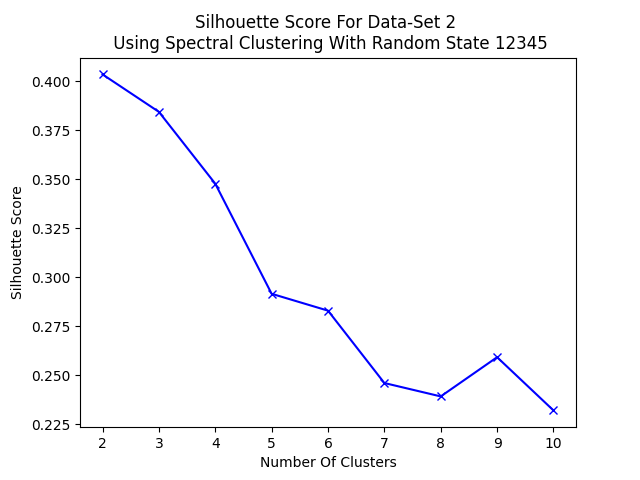 Silhouette Score For Data-Set 2
Using Spectral Clustering With Random State 12345
Silhouette Score
0.400
0.375
0.350
0.325
0.300
0.275
0.250
0.225
2 3 4 5 6 7 8 9 10
Number Of Clusters